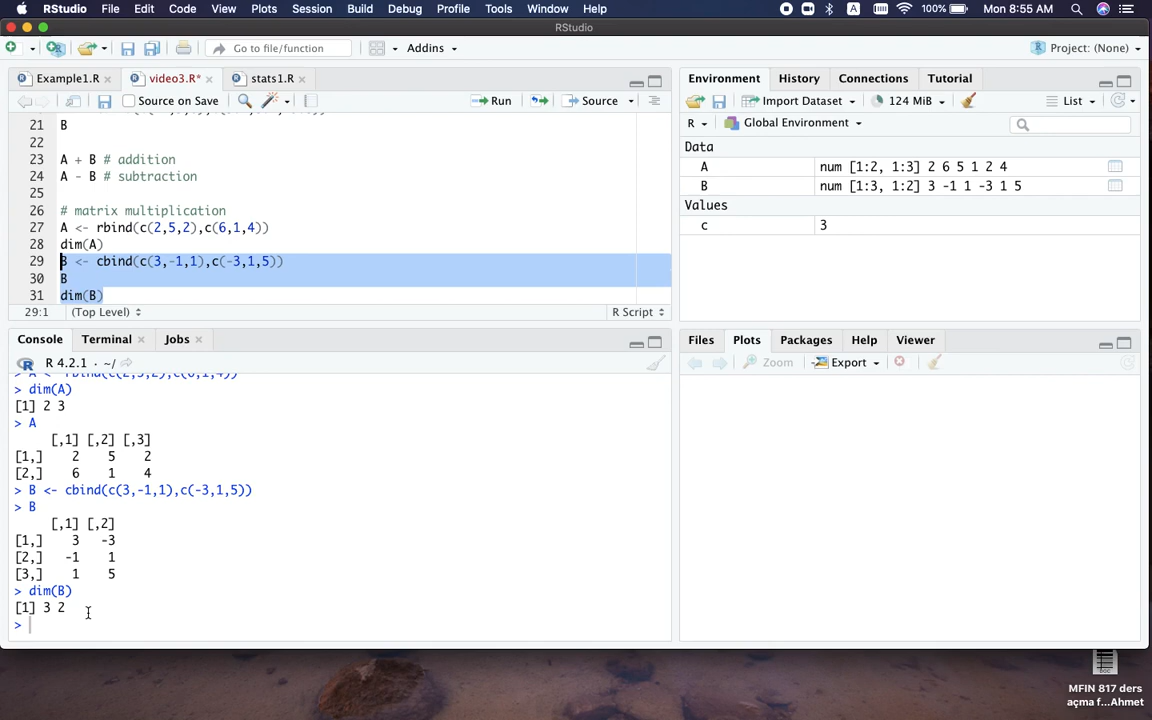 RStudio File Edit Code View Plots Session Build Debug Profile Tools Window Help A 100% Mon 8:55 AM
RStudio
Go to file/function Addins Project: (None)
Example1.R video3.R* stats1.R
Source on Save Run Source
21 B
22
23 A + B # addition
24 A - B # subtraction
25
26 # matrix multiplication
27 A <- rbind(c(2,5,2),c(6,1,4))
28 dim(A)
29 B <- cbind(c(3,-1,1),c(-3,1,5))
30 B
31 dim(B)
29:1 (Top Level) R Script
Console Terminal Jobs
R R 4.2.1 · ~/
> A <- rbind(c(2,5,2),c(6,1,4))
> dim(A)
[1] 2 3
> A
[,1] [,2] [,3]
[1,] 2 5 2
[2,] 6 1 4
> B <- cbind(c(3,-1,1),c(-3,1,5))
> B
[,1] [,2]
[1,] 3 -3
[2,] -1 1
[3,] 1 5
> dim(B)
[1] 3 2
>
Environment History Connections Tutorial
Import Dataset 124 MiB List
R Global Environment
Data
A num [1:2, 1:3] 2 6 5 1 2 4
B num [1:3, 1:2] 3 -1 1 -3 1 5
Values
c 3
Files Plots Packages Help Viewer
Zoom Export
DOC
MFIN 817 ders
açma f...Ahmet